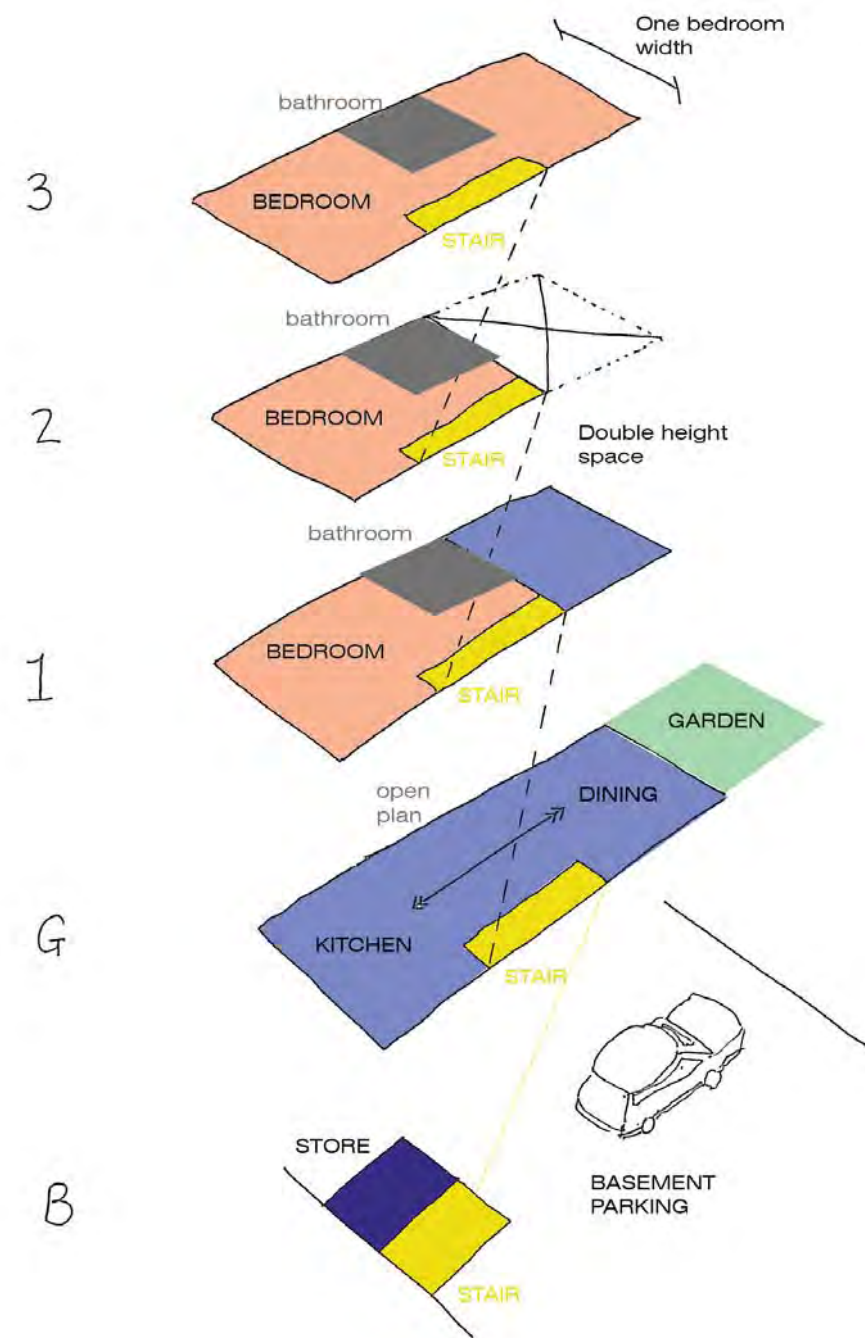 One bedroom
width
bathroom
3
BEDROOM
STAIR
bathroom
2
BEDROOM
STAIR
Double height
space
bathroom
1
BEDROOM
STAIR
GARDEN
open
plan
DINING
G
KITCHEN
STAIR
STORE
B
BASEMENT
PARKING
STAIR